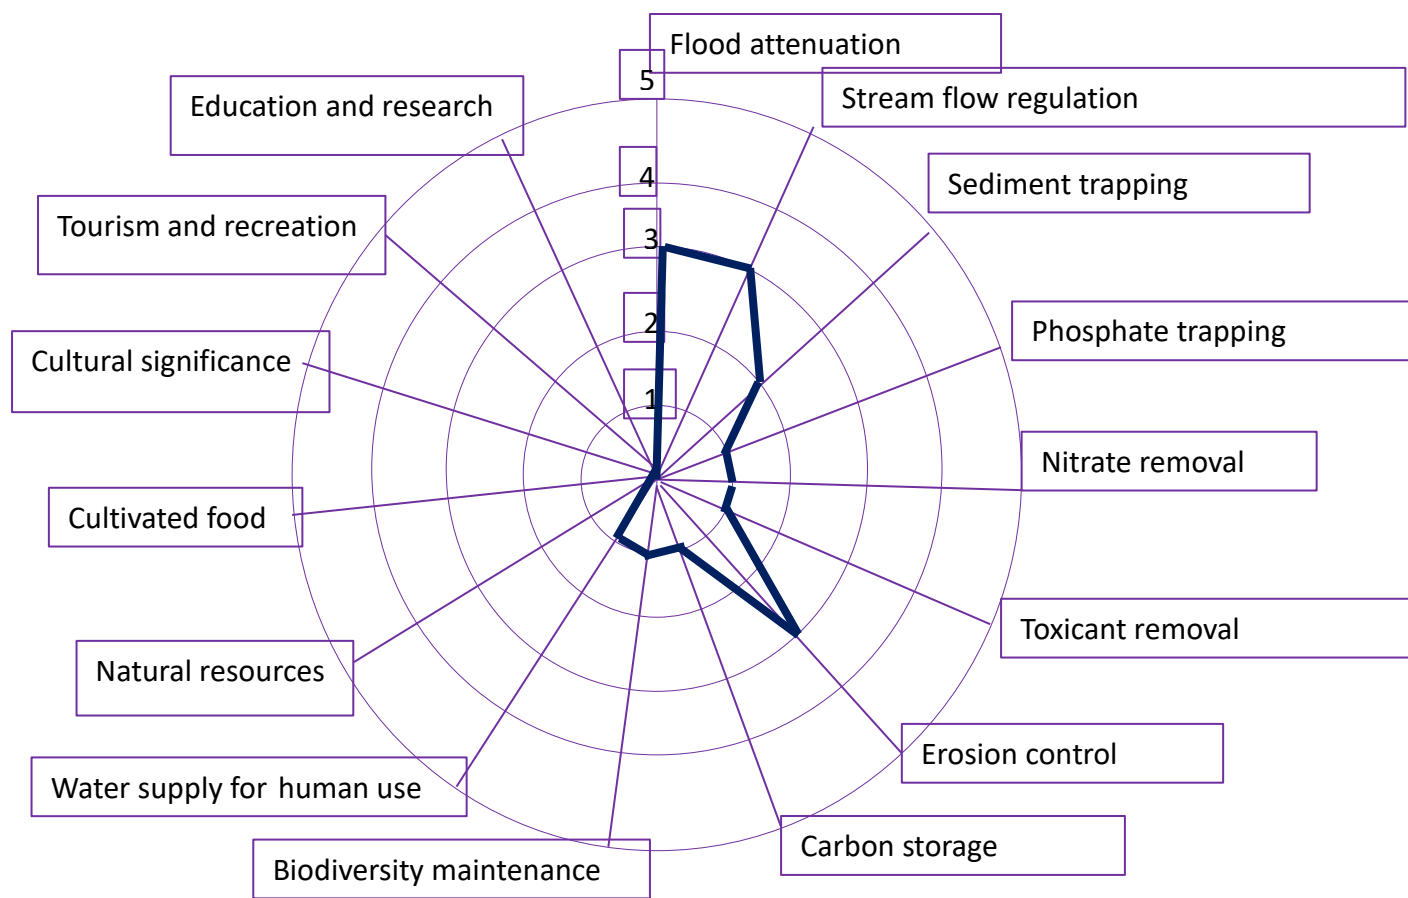 Flood attenuation
5
Stream flow regulation
Education and research
4
Sediment trapping
Tourism and recreation
3
2
Phosphate trapping
Cultural significance
1
Nitrate removal
Cultivated food
Toxicant removal
Natural resources
Erosion control
Water supply for human use
Carbon storage
Biodiversity maintenance